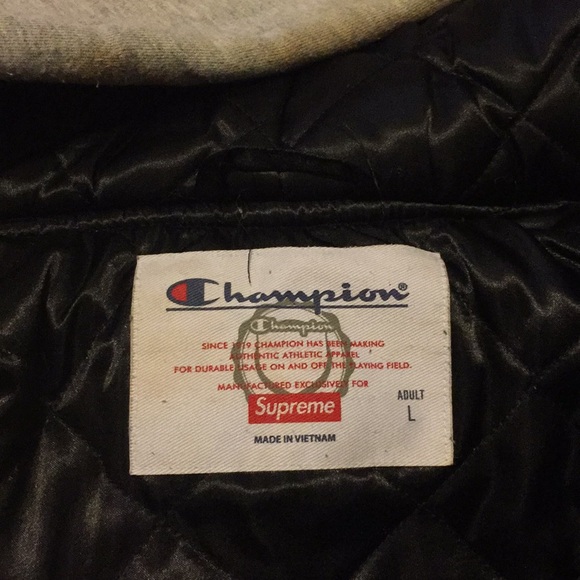 Champion®
Champion
SINCE 1919 CHAMPION HAS BEEN MAKING
AUTHENTIC ATHLETIC APPAREL
FOR DURABLE USAGE ON AND OFF THE PLAYING FIELD.
MANUFACTURED EXCLUSIVELY FOR
Supreme
ADULT
L
MADE IN VIETNAM